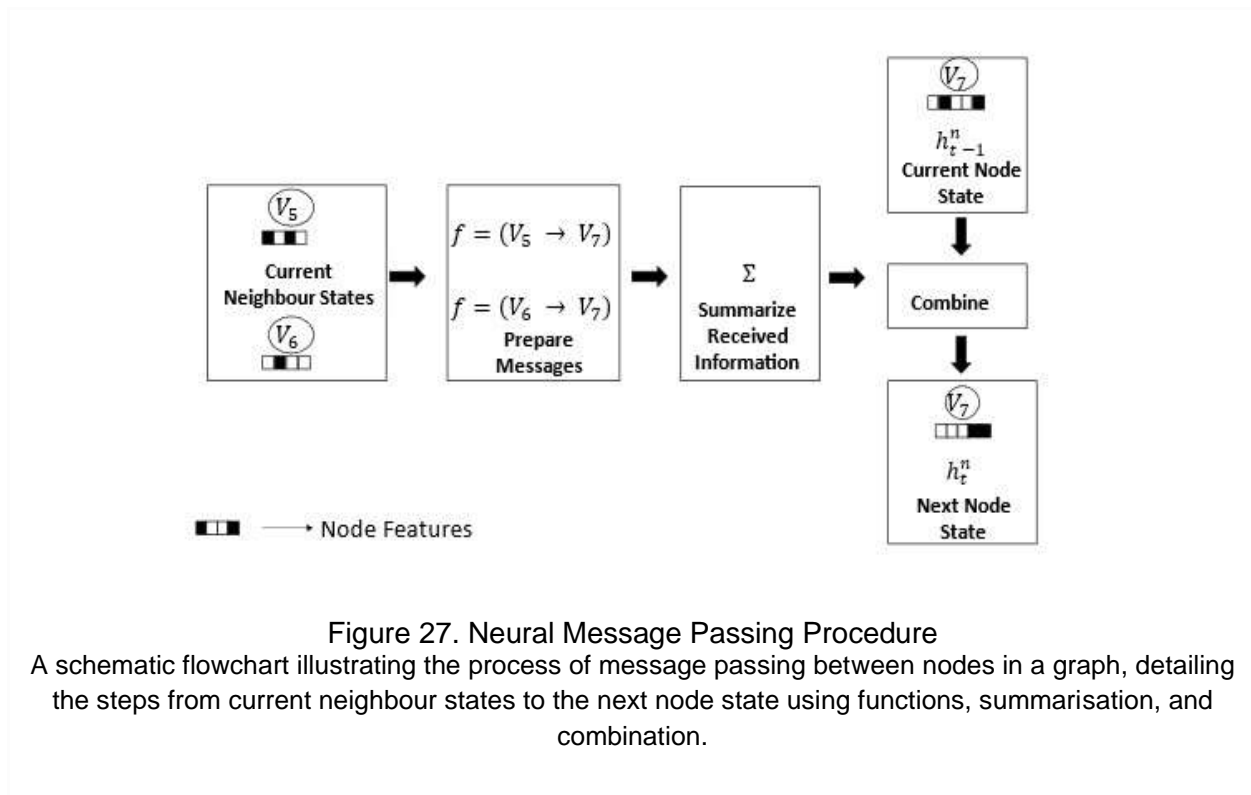 V₅
Current
Neighbour States
V₆
f = (V₅ → V₇)
f = (V₆ → V₇)
Prepare
Messages
Σ
Summarize
Received
Information
V₇
hⁿₜ₋₁
Current Node
State
Combine
V₇
hⁿₜ
Next Node
State
→ Node Features
Figure 27. Neural Message Passing Procedure
A schematic flowchart illustrating the process of message passing between nodes in a graph, detailing
the steps from current neighbour states to the next node state using functions, summarisation, and
combination.